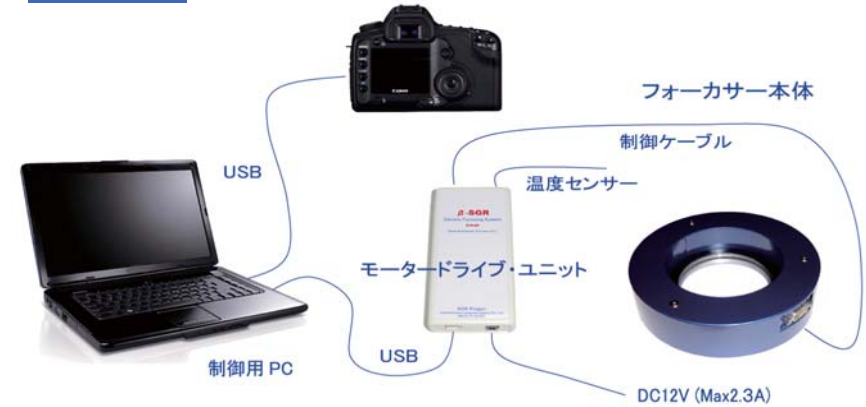 フォーカサー本体
制御ケーブル
USB
温度センサー
β-SGR
モータードライブ・ユニット
USB
制御用 PC
DC12V (Max2.3A)